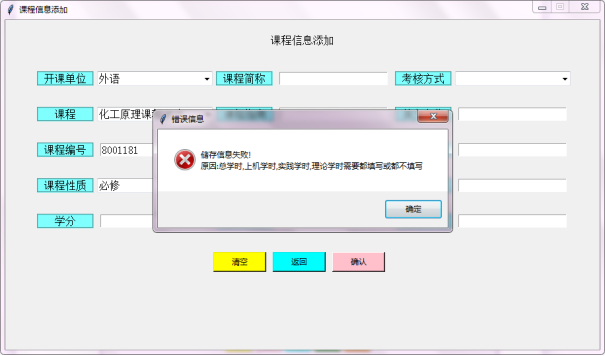 课程信息添加
课程信息添加
开课单位 外语 课程简称 考核方式
课程 化工原理课
错误信息
储存信息失败!
原因:总学时,上机学时,实践学时,理论学时需要都填写或都不填写
确定
课程编号 8001181
课程性质 必修
学分
清空 返回 确认